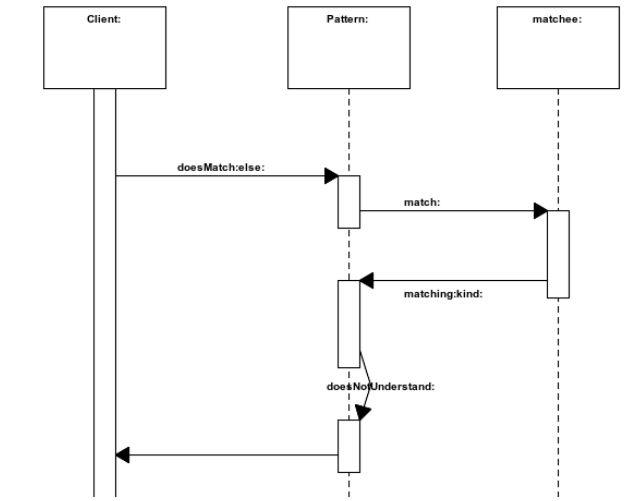 Client:
Pattern:
matchee:
doesMatch:else:
match:
matching:kind:
doesNotUnderstand: